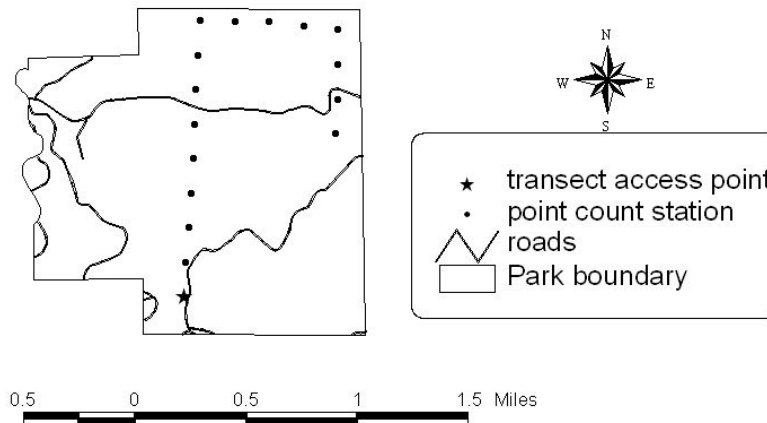 N
W E
S
transect access point
point count station
roads
Park boundary
0.5 0 0.5 1 1.5 Miles